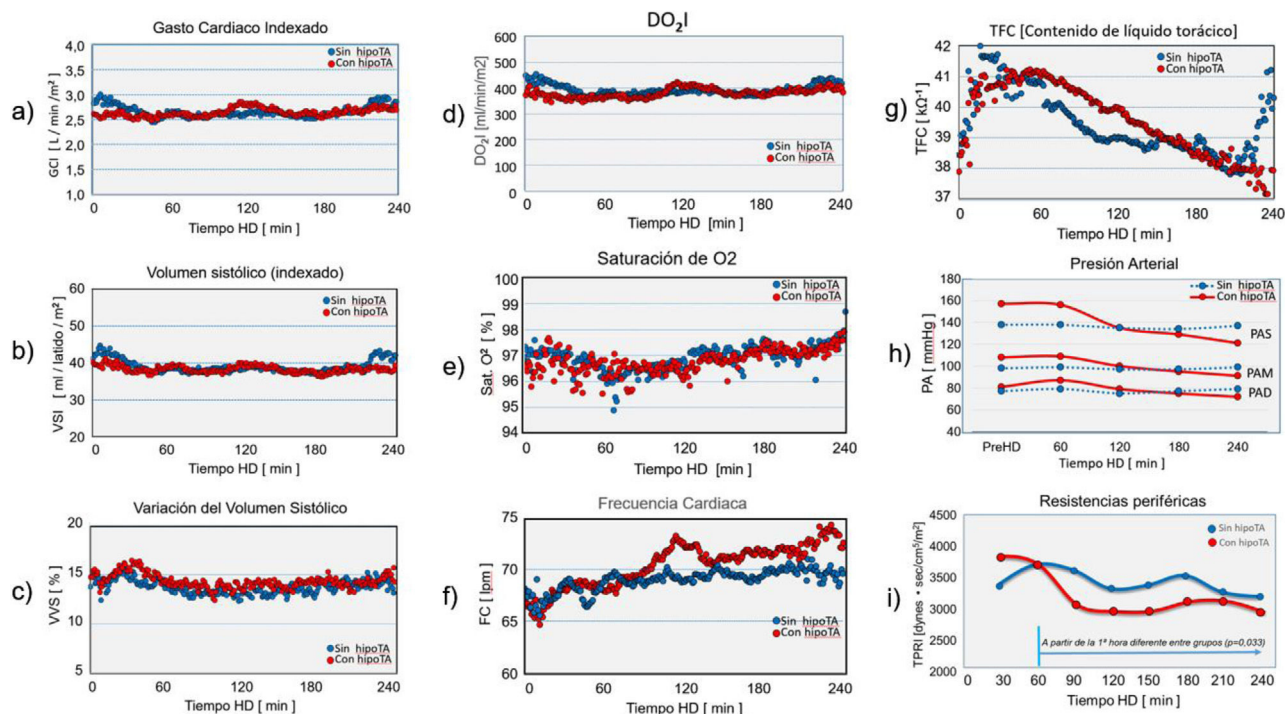 a)
Gasto Cardiaco Indexado
GCI [ L / min /m²]
4,0
3,5
3,0
2,5
2,0
1,5
1,0
Sin hipoTA
Con hipoTA
0 60 120 180 240
Tiempo HD [ min ]
b)
Volumen sistólico (indexado)
VSI [ ml / latido / m²]
60
50
40
30
20
Sin hipoTA
Con hipoTA
0 60 120 180 240
Tiempo HD [ min ]
c)
Variación del Volumen Sistólico
VVS [ % ]
20
15
10
5
Sin hipoTA
Con hipoTA
0 60 120 180 240
Tiempo HD [ min ]
d)
DO₂I
DO₂I [ml/min/m2]
600
500
400
300
200
100
0
Sin hipoTA
Con hipoTA
0 60 120 180 240
Tiempo HD [min]
e)
Saturación de O2
Sat. O² [ % ]
100
99
98
97
96
95
94
Sin hipoTA
Con hipoTA
0 60 120 180 240
Tiempo HD [min]
f)
Frecuencia Cardiaca
FC [ lpm ]
75
70
65
60
Sin hipoTA
Con hipoTA
0 60 120 180 240
Tiempo HD [ min ]
g)
TFC [Contenido de líquido torácico]
TFC [ kΩ⁻¹]
42
41
40
39
38
37
Sin hipoTA
Con hipoTA
0 60 120 180 240
Tiempo HD [ min ]
h)
Presión Arterial
PA [mmHg]
180
160
140
120
100
80
60
40
Sin hipoTA
Con hipoTA
PAS
PAM
PAD
PreHD 60 120 180 240
Tiempo HD [ min ]
i)
Resistencias periféricas
TPRI [dynes • sec/cm⁵/m²]
4500
4000
3500
3000
2500
2000
Sin hipoTA
Con hipoTA
A partir de la 1ª hora diferente entre grupos (p=0,033)
0 30 60 90 120 150 180 210 240
Tiempo HD [ min ]